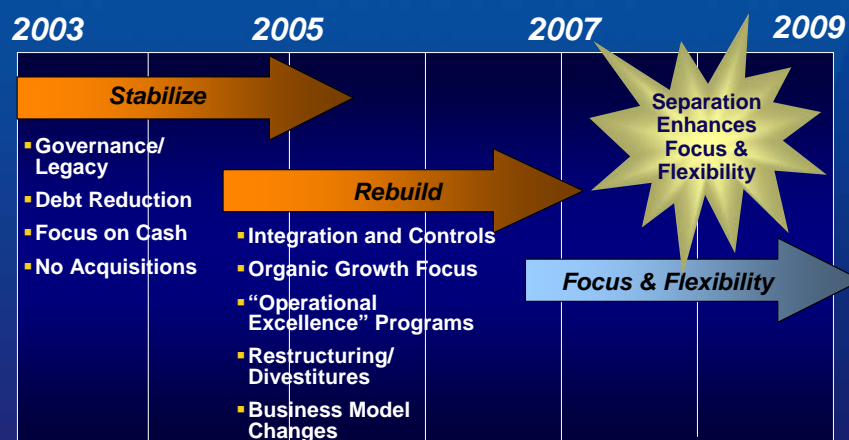 2003 2005 2007 2009
Stabilize
▪Governance/
Legacy
▪Debt Reduction
▪Focus on Cash
▪No Acquisitions
Rebuild
▪Integration and Controls
▪Organic Growth Focus
▪“Operational
Excellence” Programs
▪Restructuring/
Divestitures
▪Business Model
Changes
Separation
Enhances
Focus &
Flexibility
Focus & Flexibility